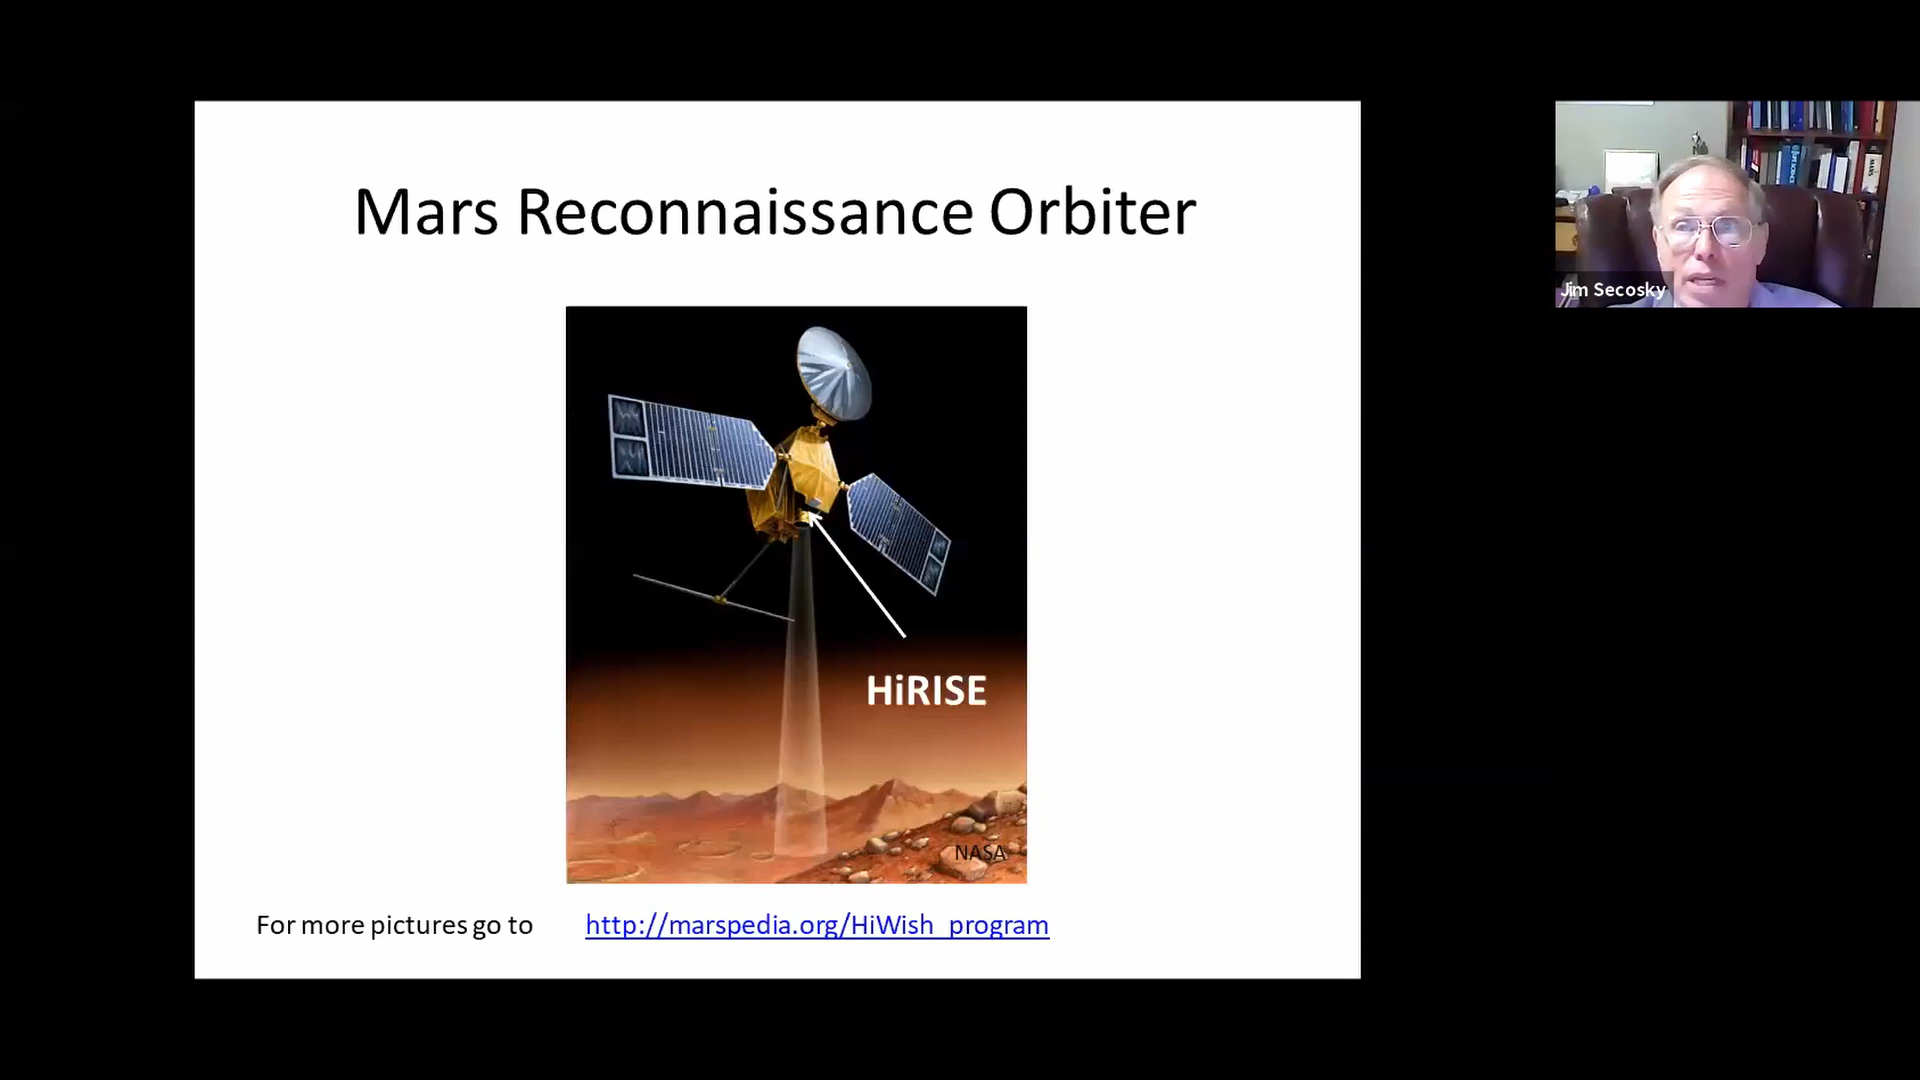 Mars Reconnaissance Orbiter
Jim Secosky
HiRISE
NASA
For more pictures go to http://marspedia.org/HiWish_program